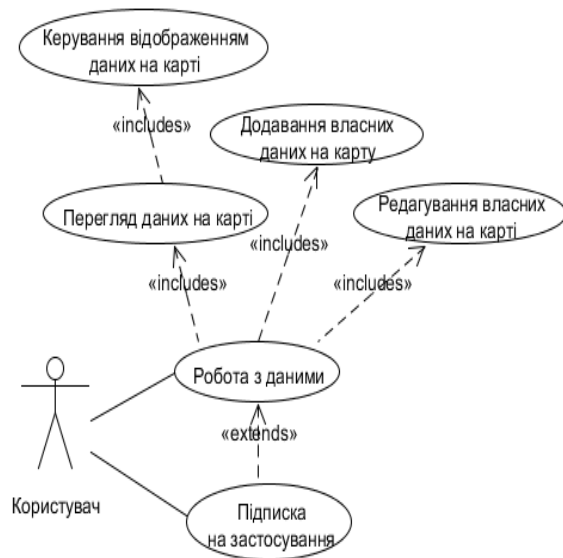 Керування відображенням
даних на карті
«includes»
Додавання власних
даних на карту
Перегляд даних на карті
Редагування власних
даних на карті
«includes»
«includes»
«includes»
Робота з даними
«extends»
Користувач
Підписка
на застосування